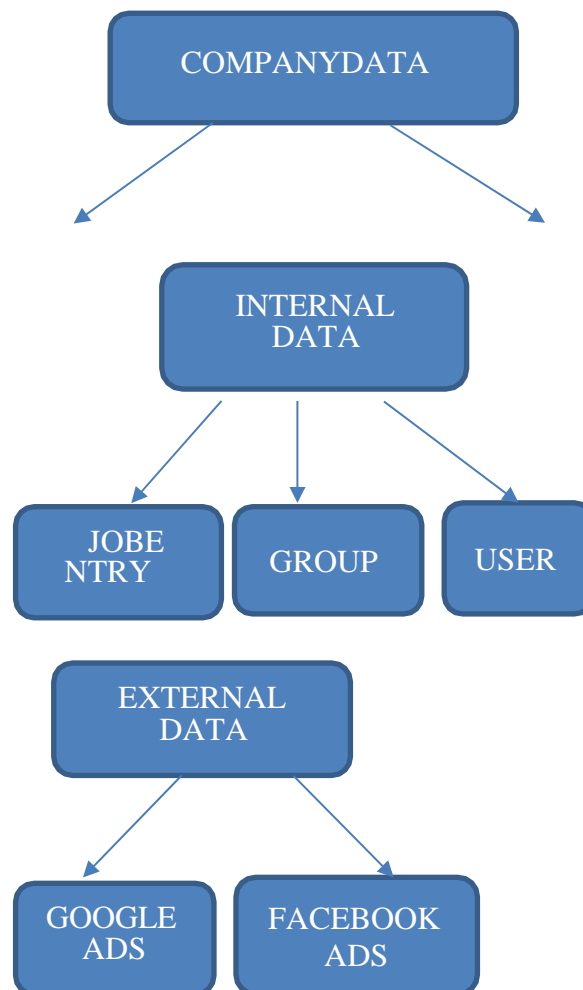 COMPANYDATA
INTERNAL
DATA
JOBE
NTRY
GROUP
USER
EXTERNAL
DATA
GOOGLE
ADS
FACEBOOK
ADS